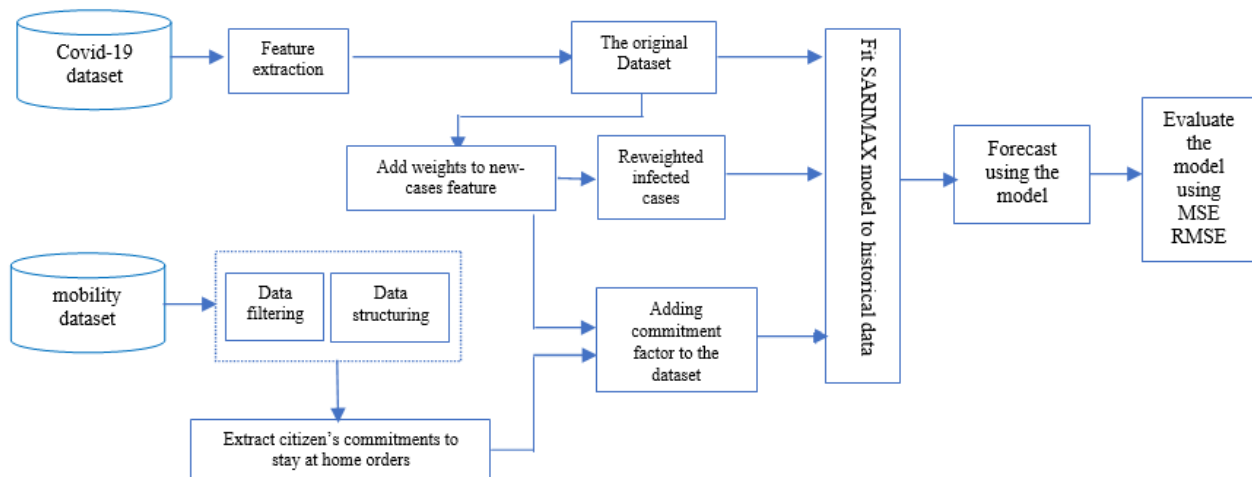 Covid-19
dataset
Feature
extraction
The original
Dataset
Add weights to new-
cases feature
Reweighted
infected
cases
mobility
dataset
Data
filtering
Data
structuring
Extract citizen's commitments to
stay at home orders
Adding
commitment
factor to the
dataset
Fit SARIMAX model to historical data
Forecast
using the
model
Evaluate
the
model
using
MSE
RMSE